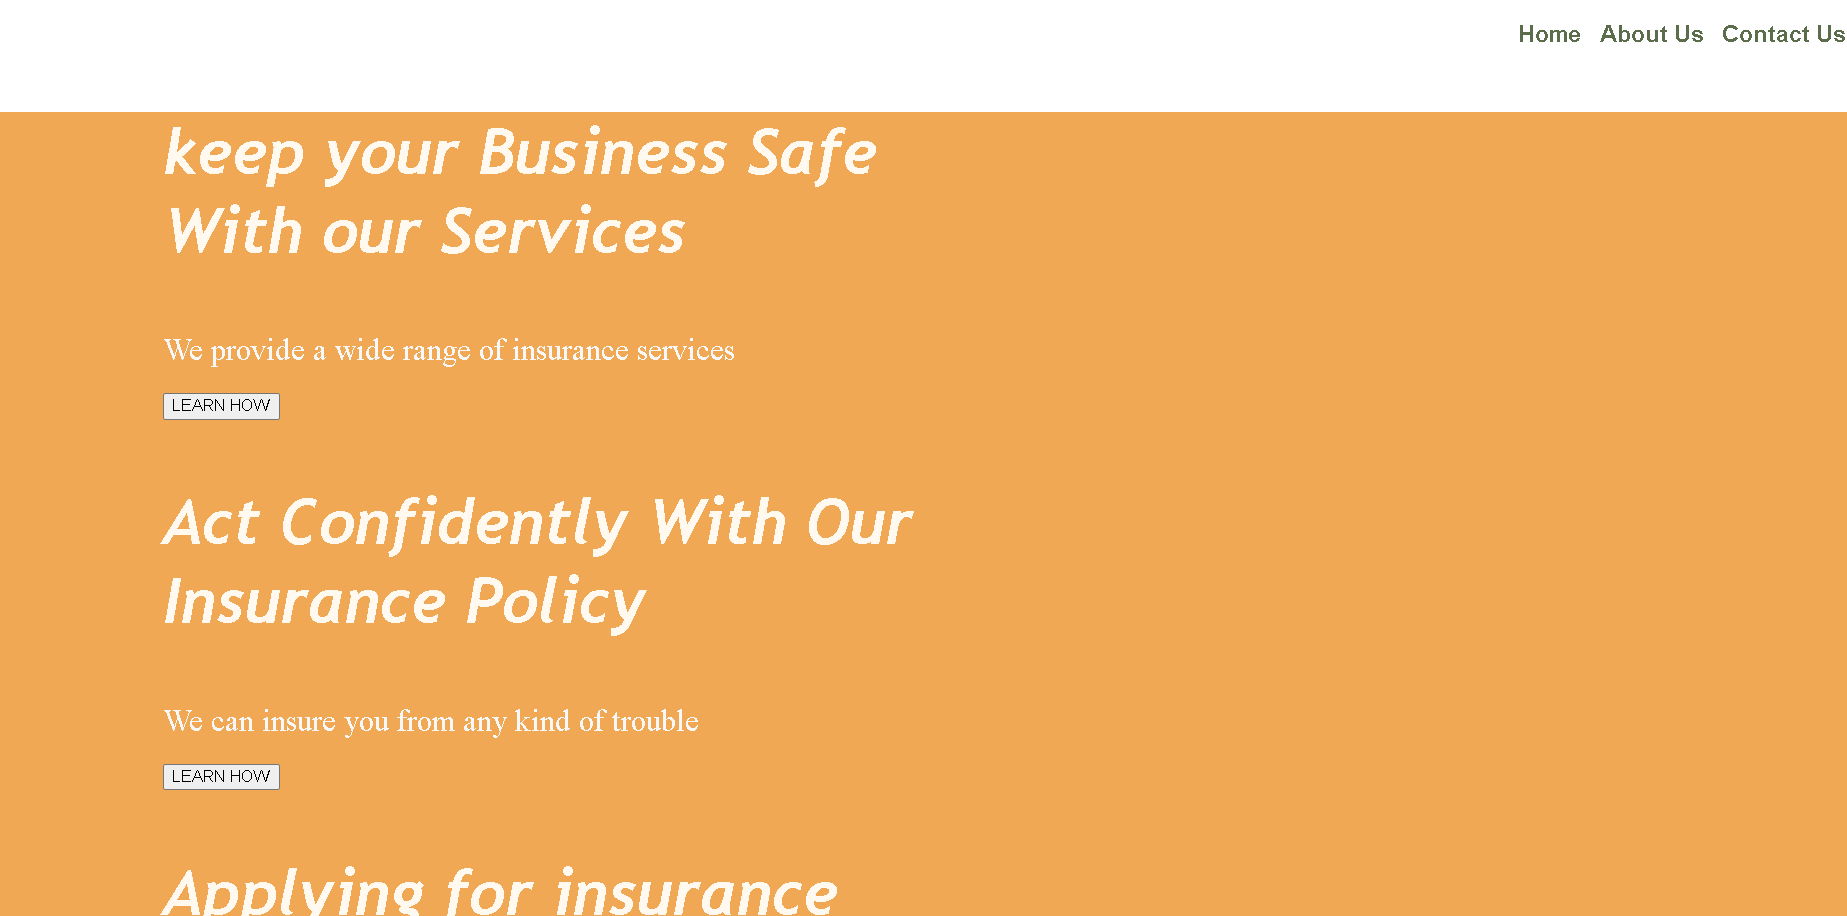 Home About Us Contact Us
keep your Business Safe
With our Services
We provide a wide range of insurance services
LEARN HOW
Act Confidently With Our
Insurance Policy
We can insure you from any kind of trouble
LEARN HOW
Applying for insurance